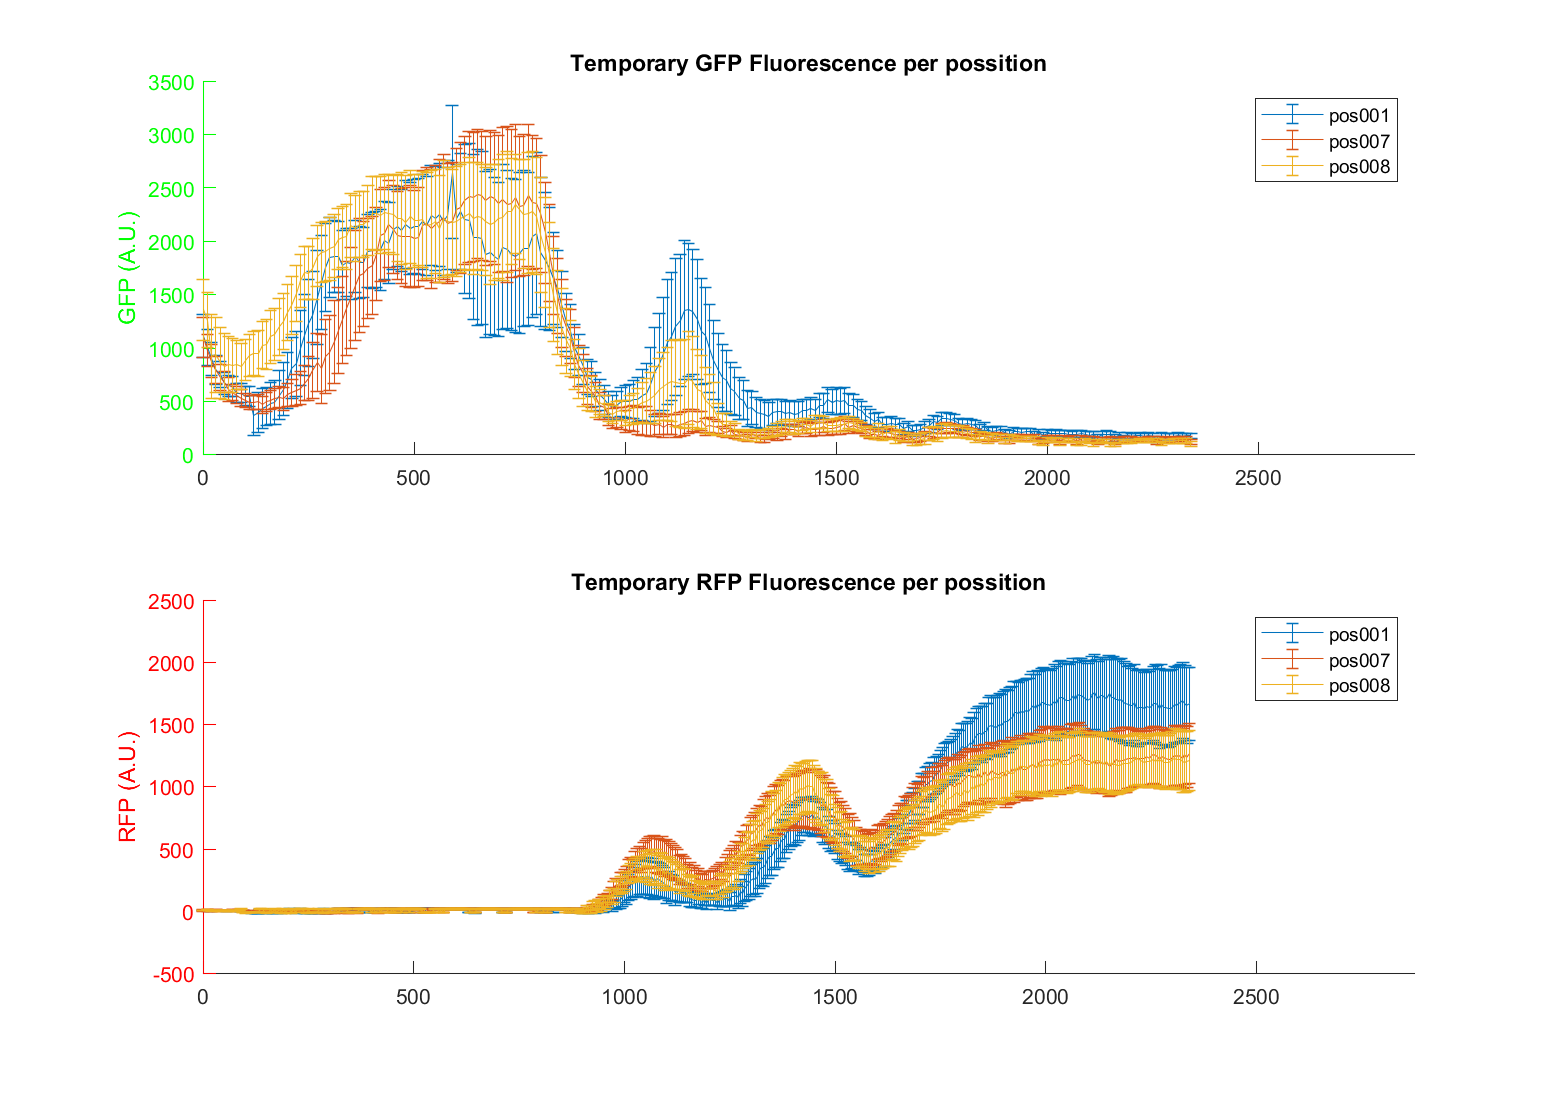 Temporary GFP Fluorescence per possition
3500
3000
2500
2000
1500
1000
500
0
GFP (A.U.)
0 500 1000 1500 2000 2500
pos001
pos007
pos008
Temporary RFP Fluorescence per possition
2500
2000
1500
1000
500
0
-500
RFP (A.U.)
0 500 1000 1500 2000 2500
pos001
pos007
pos008